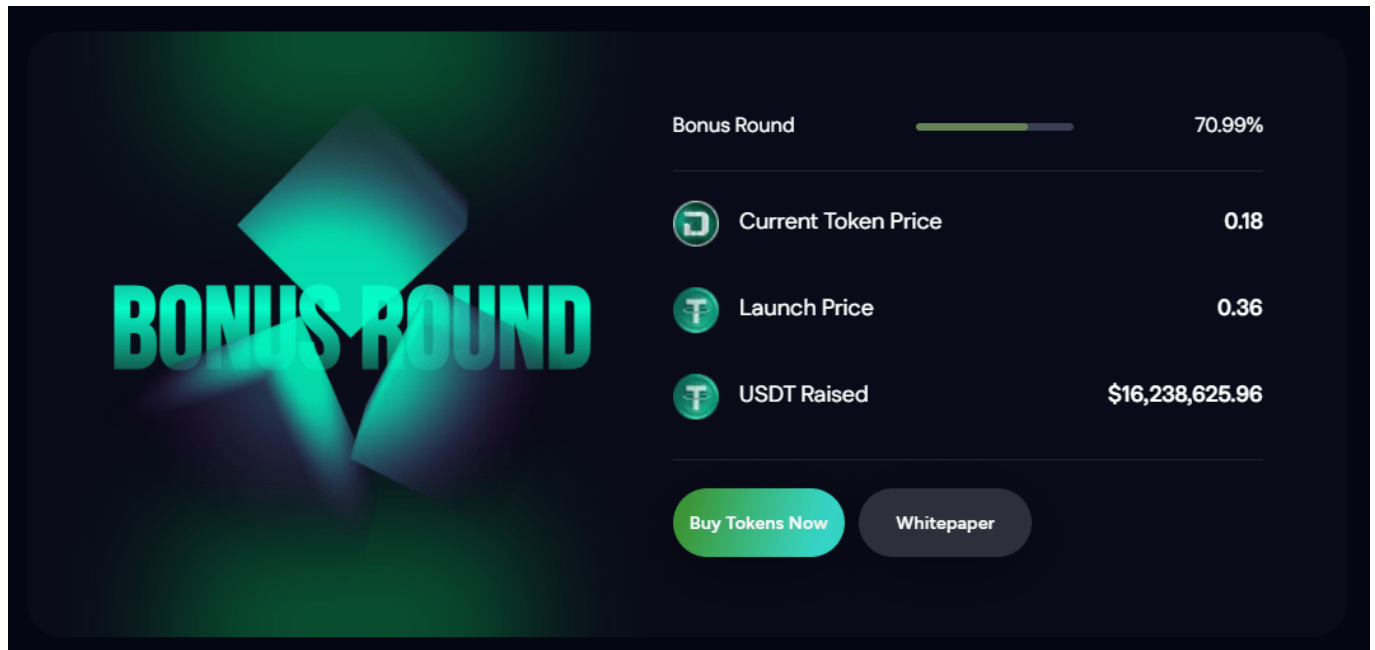 BONUS ROUND
Bonus Round 70.99%
Current Token Price 0.18
Launch Price 0.36
USDT Raised $16,238,625.96
Buy Tokens Now Whitepaper